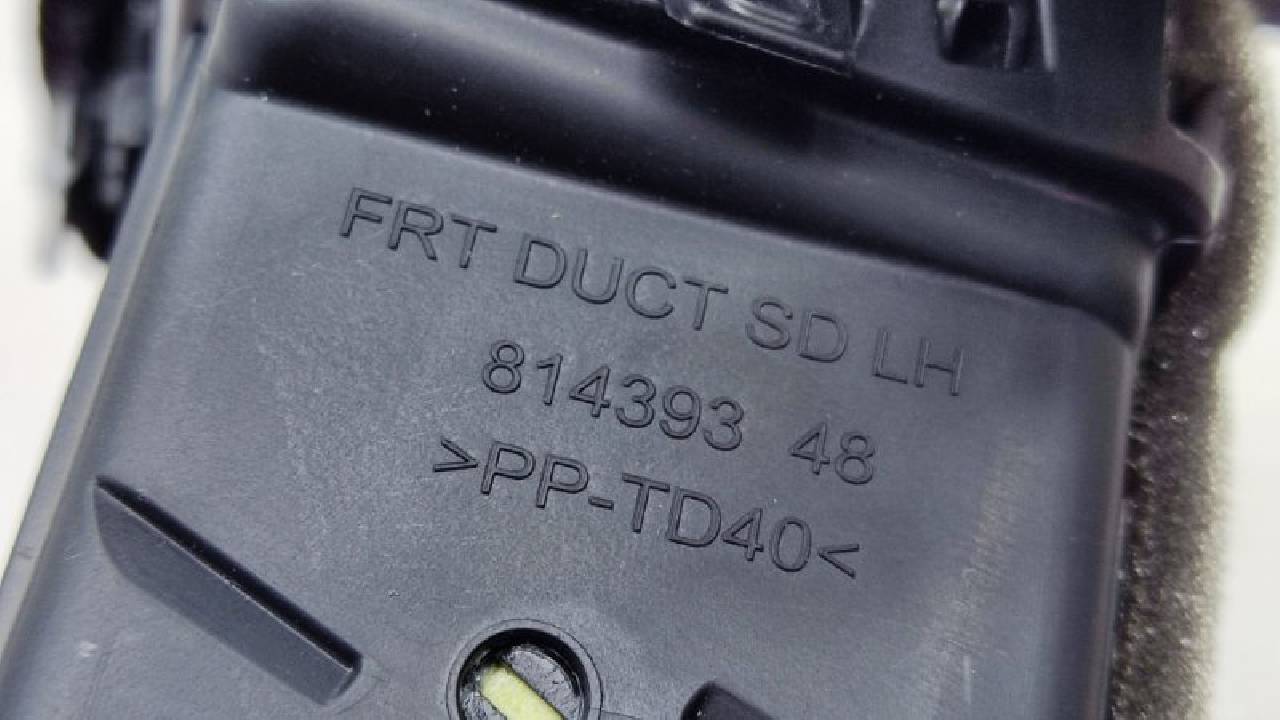 FRT DUCT SD LH
814393 48
>PP-TD40<